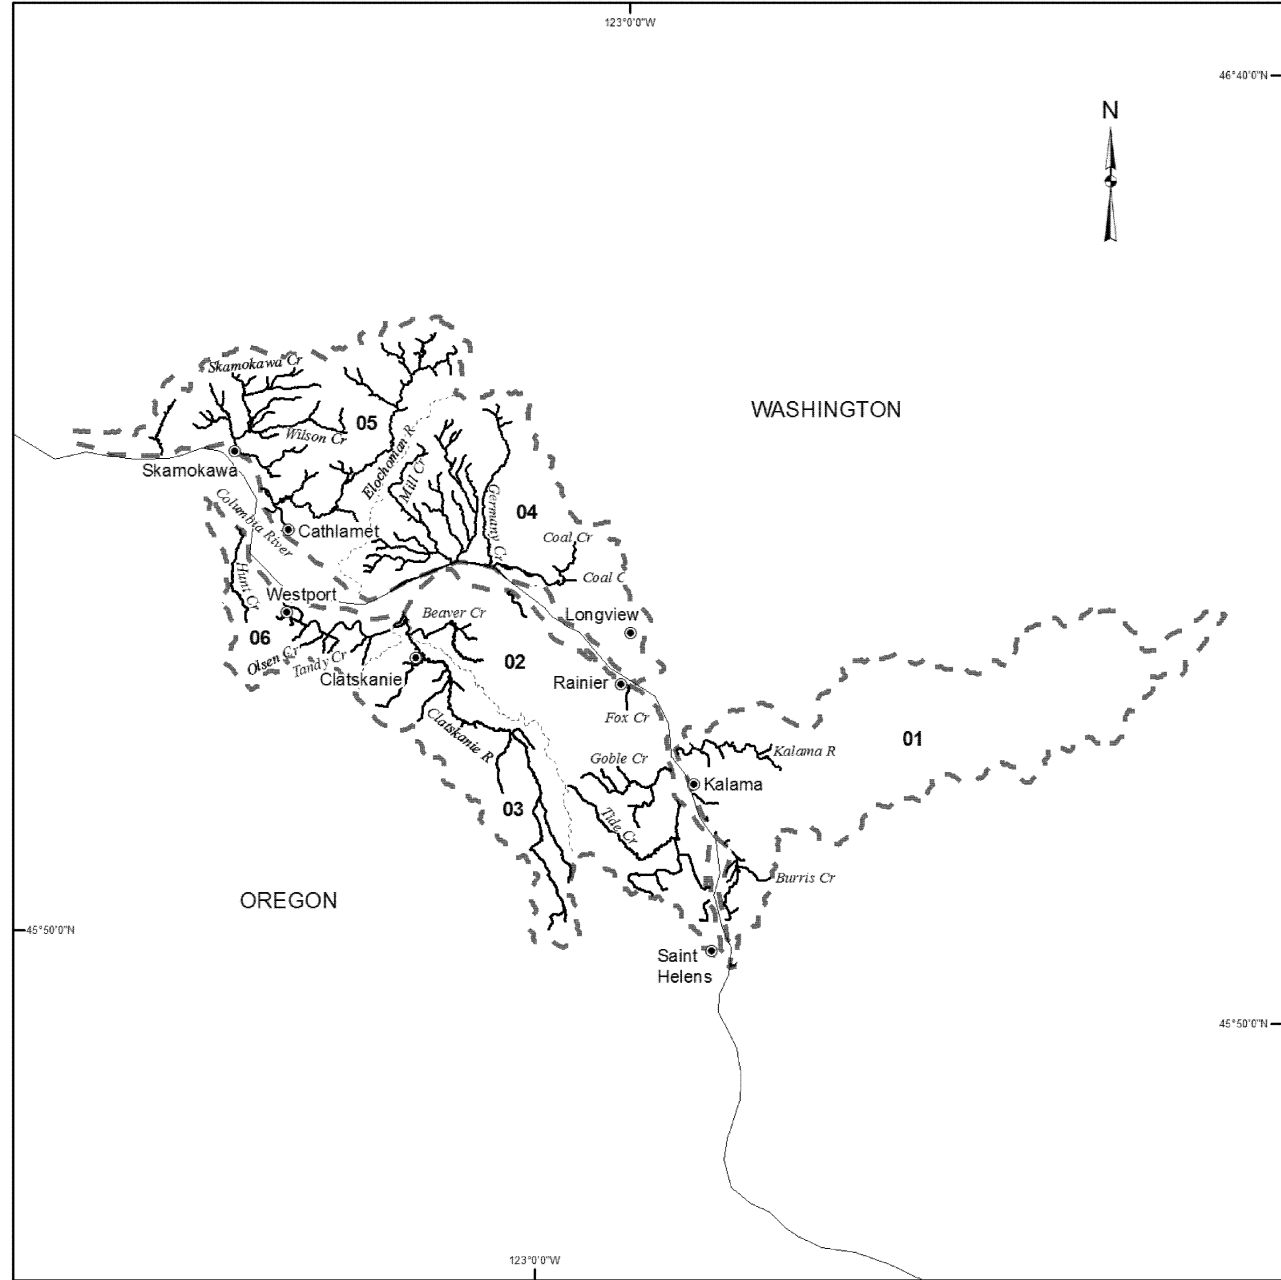 123°0'0"W
46°40'0"N
N
WASHINGTON
Skamokawa Cr
05
Wilson Cr
Elochoman R
Skamokawa
Mill Cr
Columbia River
Germany Cr
04
Cathlamet
Coal Cr
Coal C
Hunt Cr
Westport
Beaver Cr
Longview
06
Olsen Cr
Tandy Cr
02
Clatskanie
Rainier
Fox Cr
Clatskanie R
01
Kalama R
Goble Cr
Kalama
03
Tide Cr
Burris Cr
OREGON
45°50'0"N
Saint
Helens
45°50'0"N
123°0'0"W